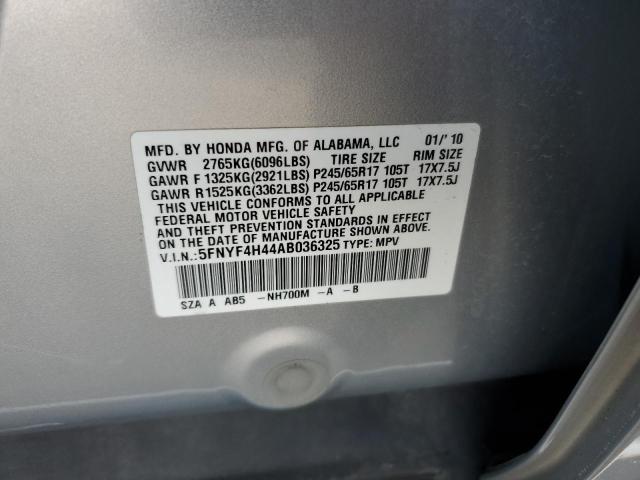 MFD. BY HONDA MFG. OF ALABAMA, LLC 01/'10
GVWR 2765KG(6096LBS) TIRE SIZE RIM SIZE
GAWR F 1325KG(2921LBS) P245/65R17 105T 17X7.5J
GAWR R 1525KG(3362LBS) P245/65R17 105T 17X7.5J
THIS VEHICLE CONFORMS TO ALL APPLICABLE
FEDERAL MOTOR VEHICLE SAFETY
AND THEFT PREVENTION STANDARDS IN EFFECT
ON THE DATE OF MANUFACTURE SHOWN ABOVE.
V.I.N.:5FNYF4H44AB036325 TYPE: MPV
SZA A AB5 -NH700M -A -B